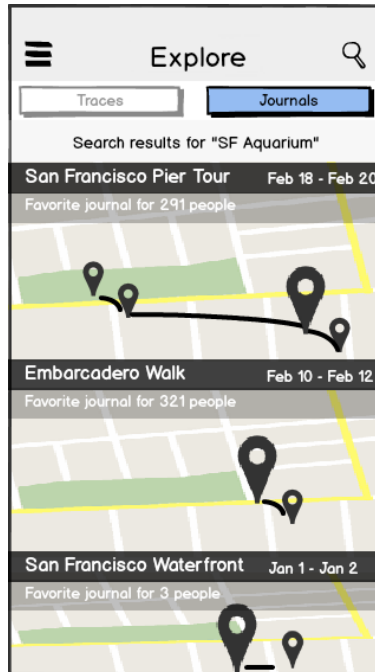 Explore
Traces Journals
Search results for "SF Aquarium"
San Francisco Pier Tour Feb 18 - Feb 20
Favorite journal for 291 people
Embarcadero Walk Feb 10 - Feb 12
Favorite journal for 321 people
San Francisco Waterfront Jan 1 - Jan 2
Favorite journal for 3 people